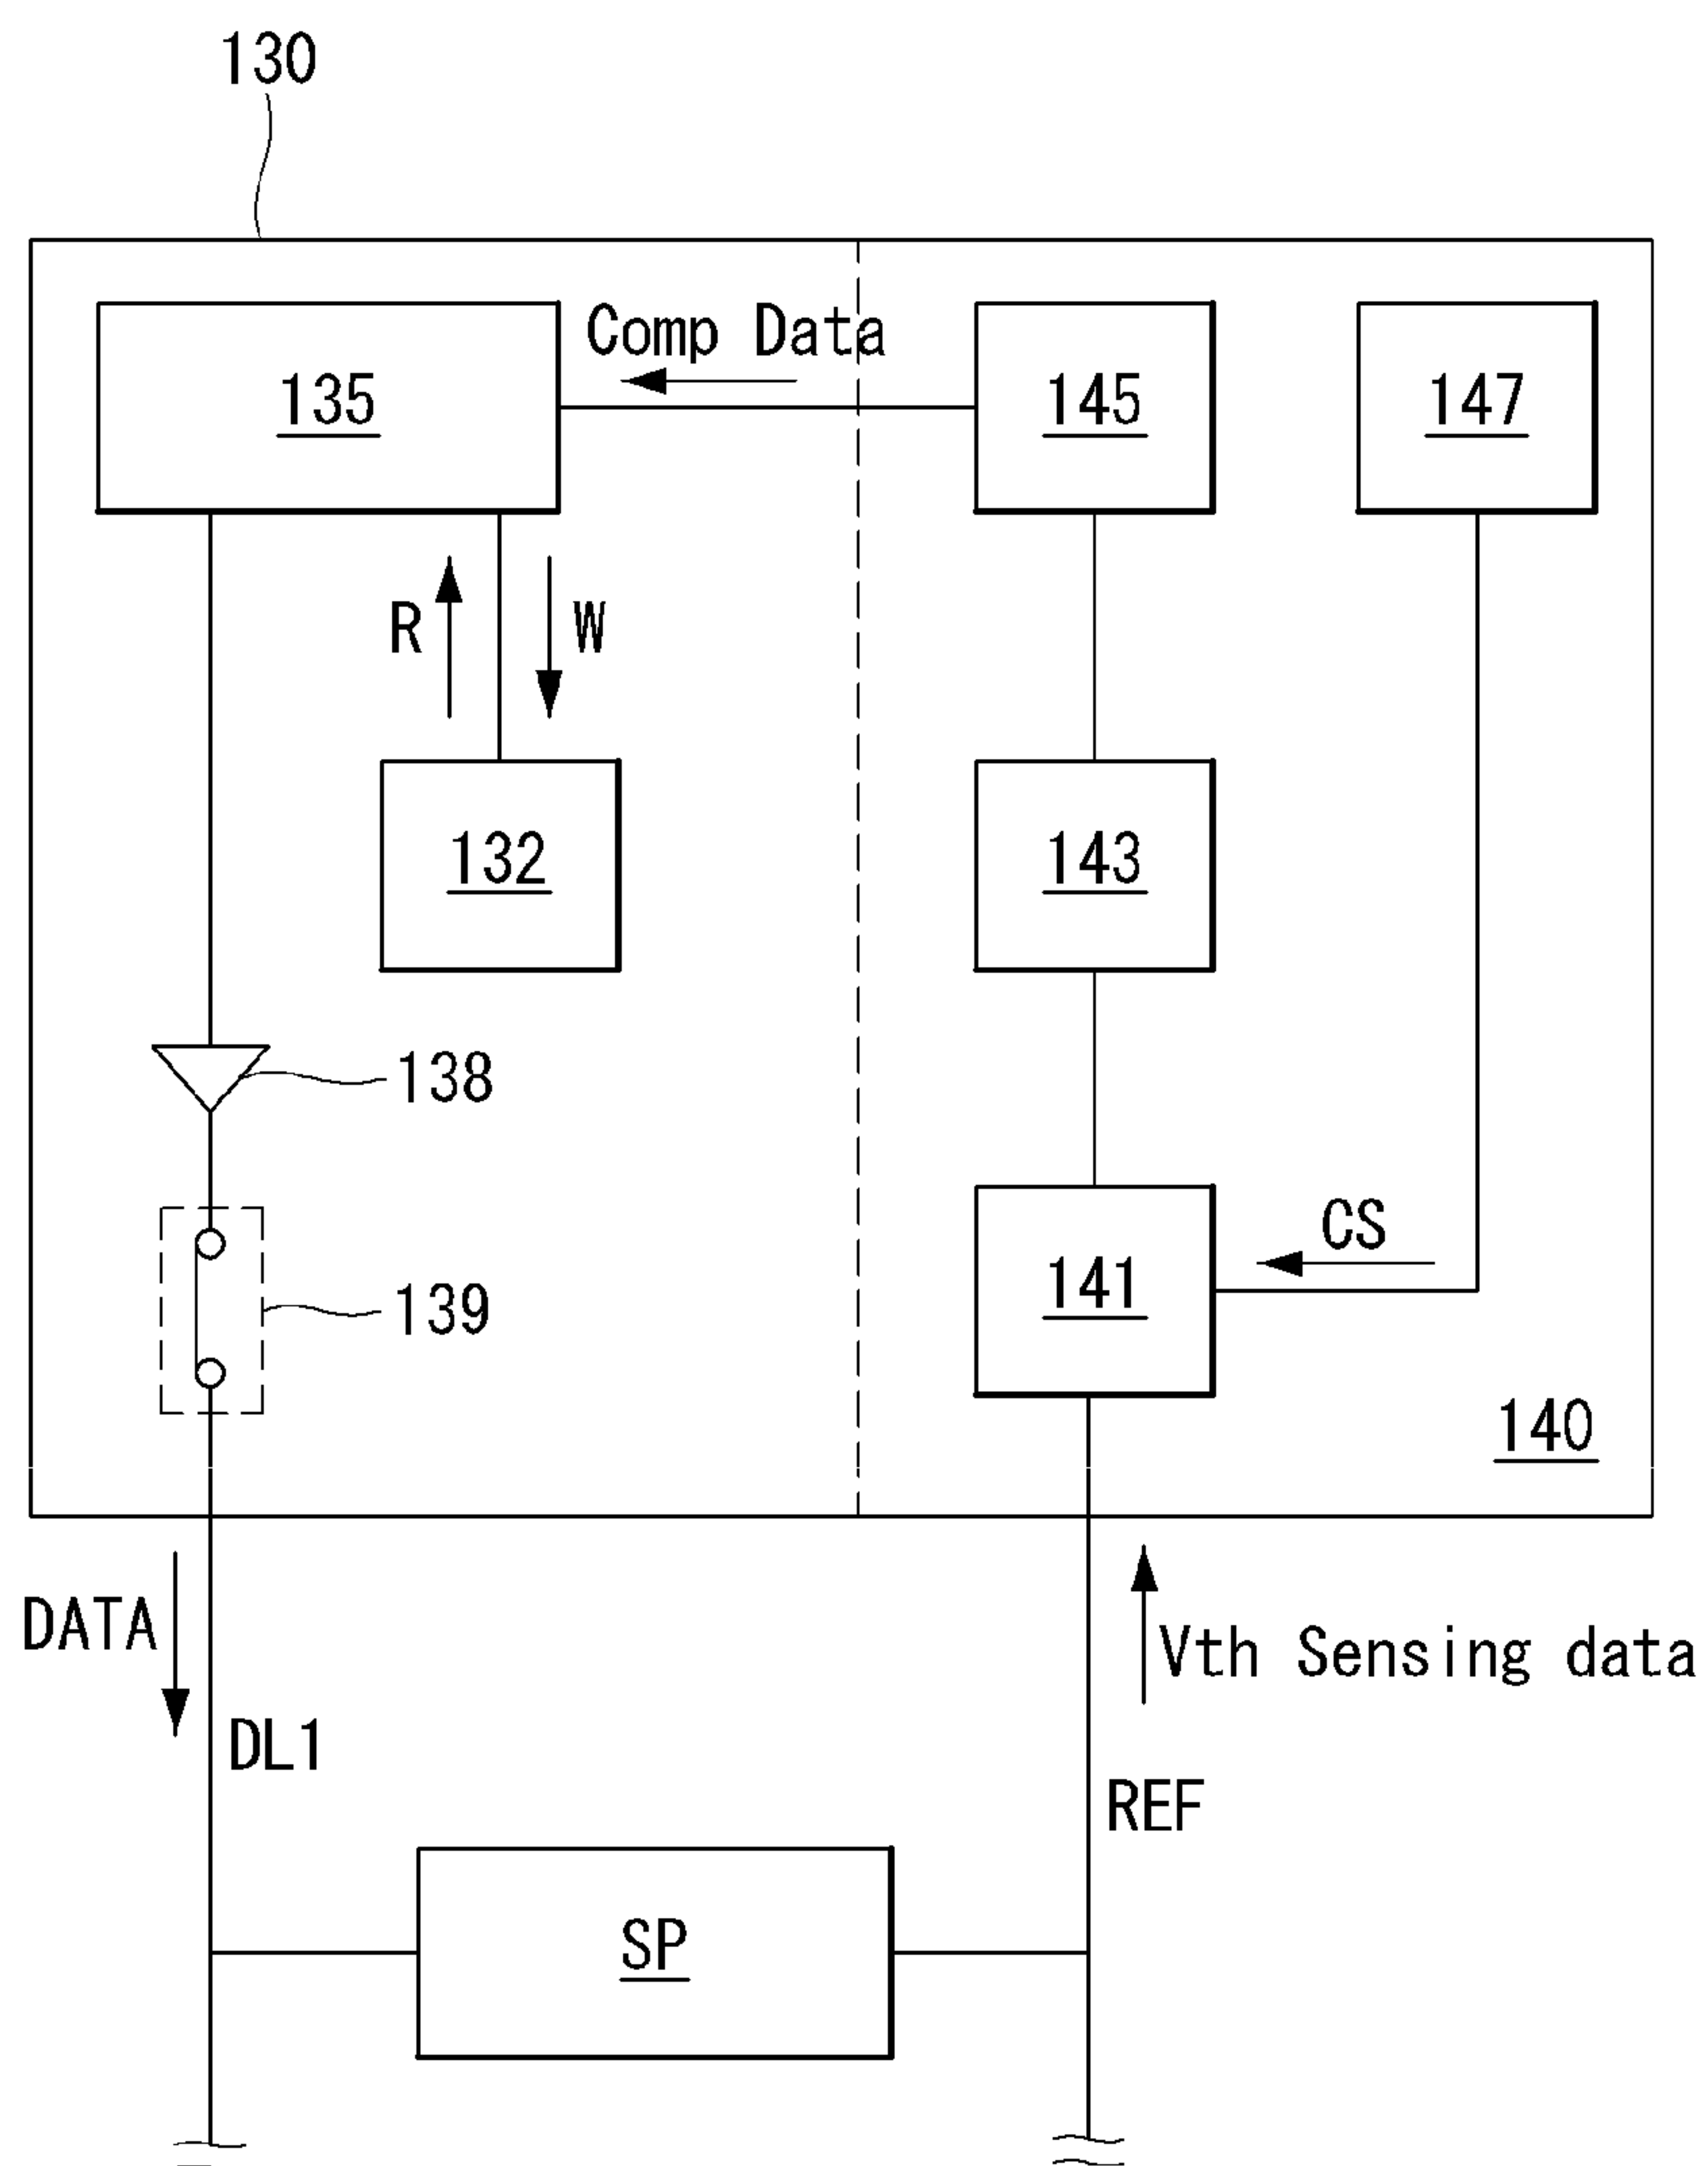 130
Comp Data
135
145
147
R
W
132
143
138
CS
139
141
140
DATA
Vth Sensing data
DL1
REF
SP